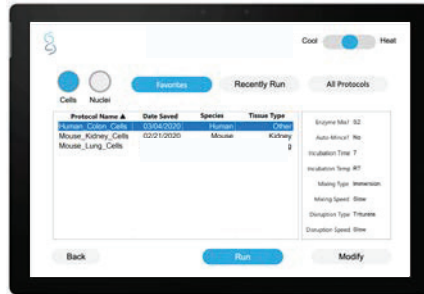 Cool Heat
Cells Nuclei
Favorites Recently Run All Protocols
Protocol Name ▲ Date Saved Species Tissue Type
Human_Colon_Cells 03/04/2020 Human Other
Mouse_Kidney_Cells 02/21/2020 Mouse Kidney
Mouse_Lung_Cells
Enzyme Mix? S2
Auto-Mince? No
Incubation Time ?
Incubation Temp RT
Mixing Type Immersion
Mixing Speed Slow
Disruption Type Triturate
Disruption Speed Slow
Back Run Modify